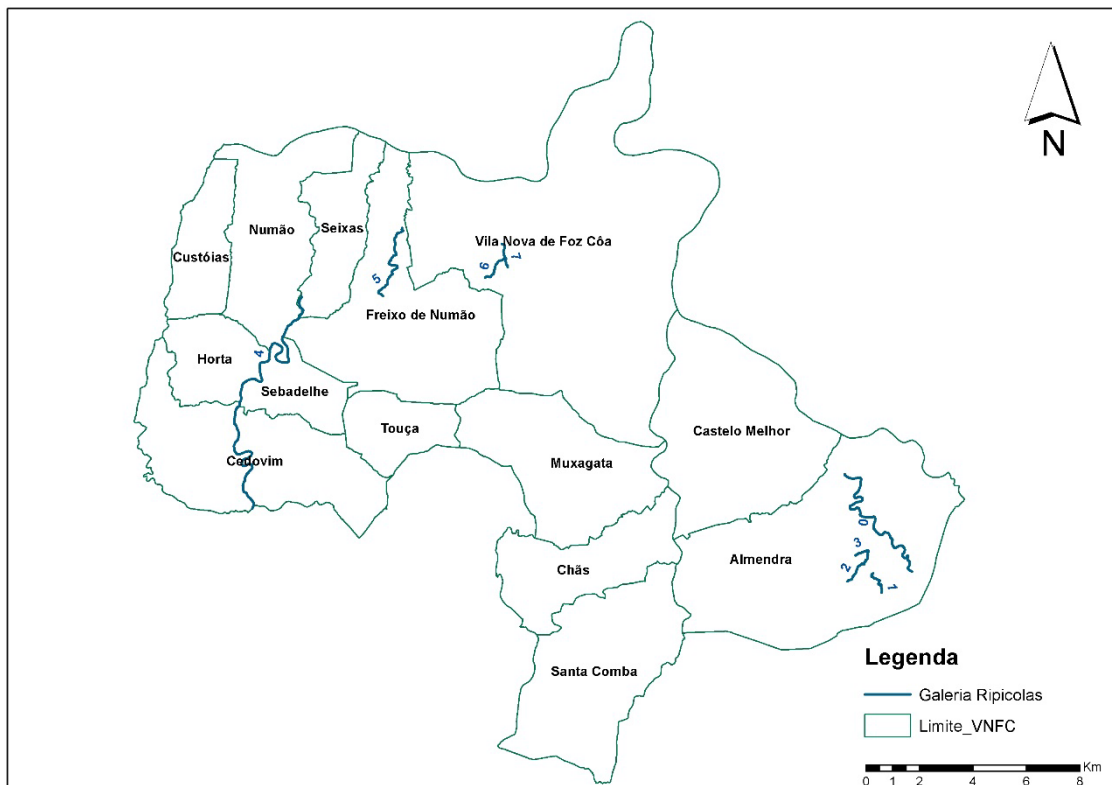 N
Numão
Seixas
Custóias
Vila Nova de Foz Côa
5
6
7
Freixo de Numão
4
Horta
Sebadelhe
Touça
Castelo Melhor
Cedovim
Muxagata
0
3
2
1
Chãs
Almendra
Santa Comba
Legenda
Galeria Ripicolas
Limite_VNFC
Km
0 1 2 4 6 8